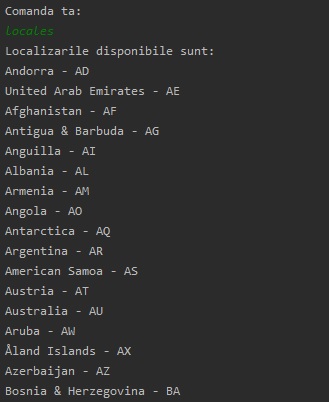 Comanda ta:
locales
Localizarile disponibile sunt:
Andorra - AD
United Arab Emirates - AE
Afghanistan - AF
Antigua & Barbuda - AG
Anguilla - AI
Albania - AL
Armenia - AM
Angola - AO
Antarctica - AQ
Argentina - AR
American Samoa - AS
Austria - AT
Australia - AU
Aruba - AW
Åland Islands - AX
Azerbaijan - AZ
Bosnia & Herzegovina - BA